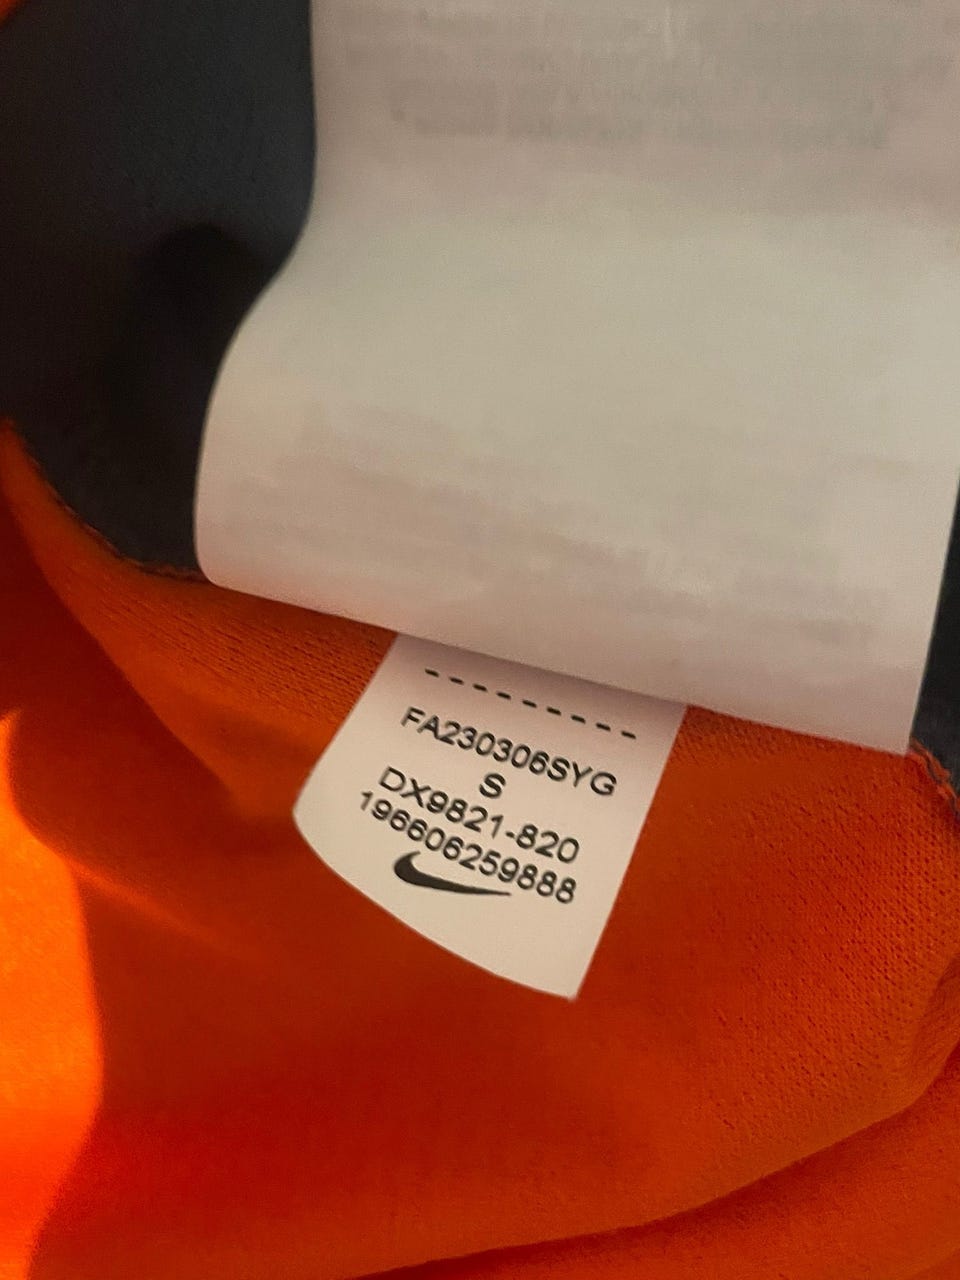 ---------
FA230306SYG
S
DX9821-820
196606259888